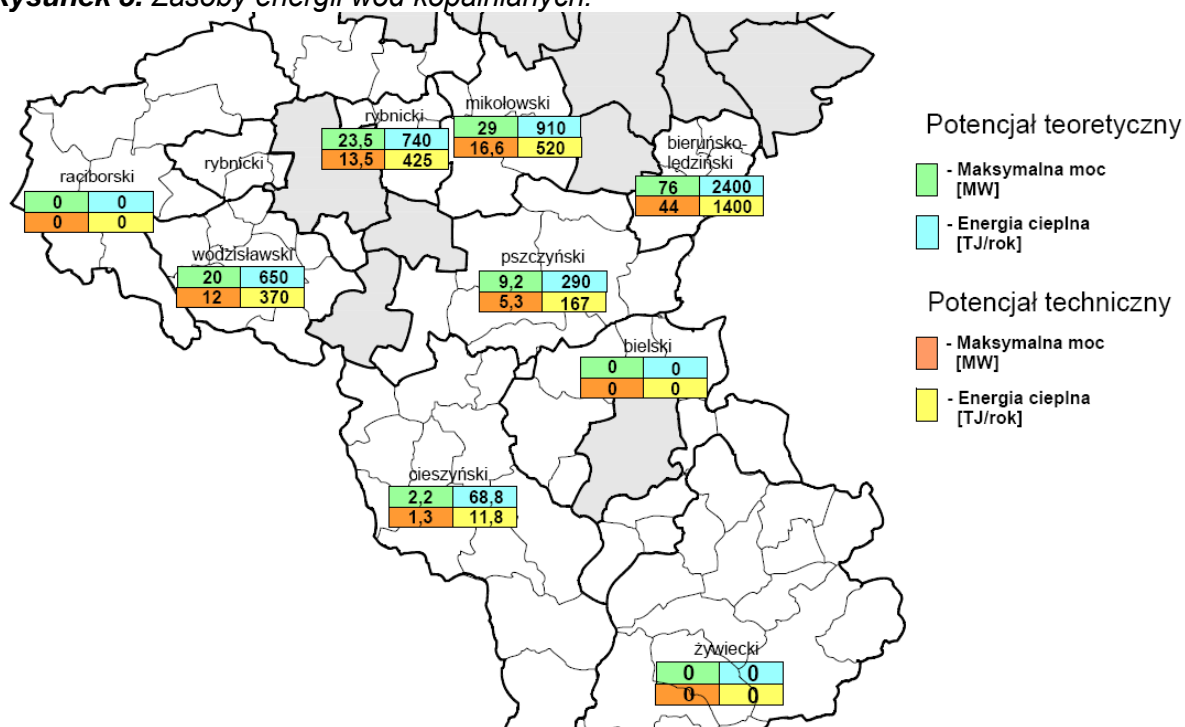 Rysunek 8. Zasoby energii wód kopalnianych.
mikołowski
29 910
16,6 520
rybnicki
23,5 740
13,5 425
bieruńsko-
lędziński
76 2400
44 1400
rybnicki
raciborski
0 0
0 0
wodzisławski
20 650
12 370
pszczyński
9,2 290
5,3 167
bielski
0 0
0 0
cieszyński
2,2 68,8
1,3 11,8
żywiecki
0 0
0 0
Potencjał teoretyczny
- Maksymalna moc
[MW]
- Energia cieplna
[TJ/rok]
Potencjał techniczny
- Maksymalna moc
[MW]
- Energia cieplna
[TJ/rok]